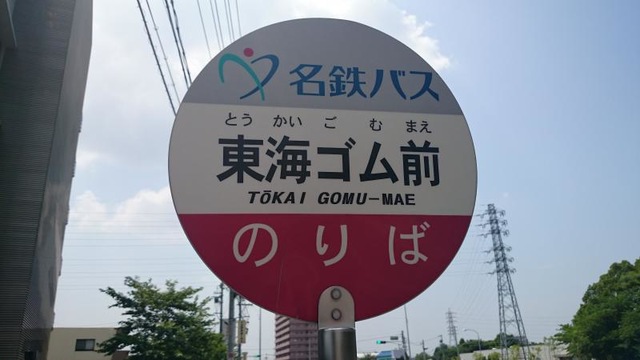 名鉄バス
とう かい ご む まえ
東海ゴム前
TŌKAI GOMU-MAE
のりば